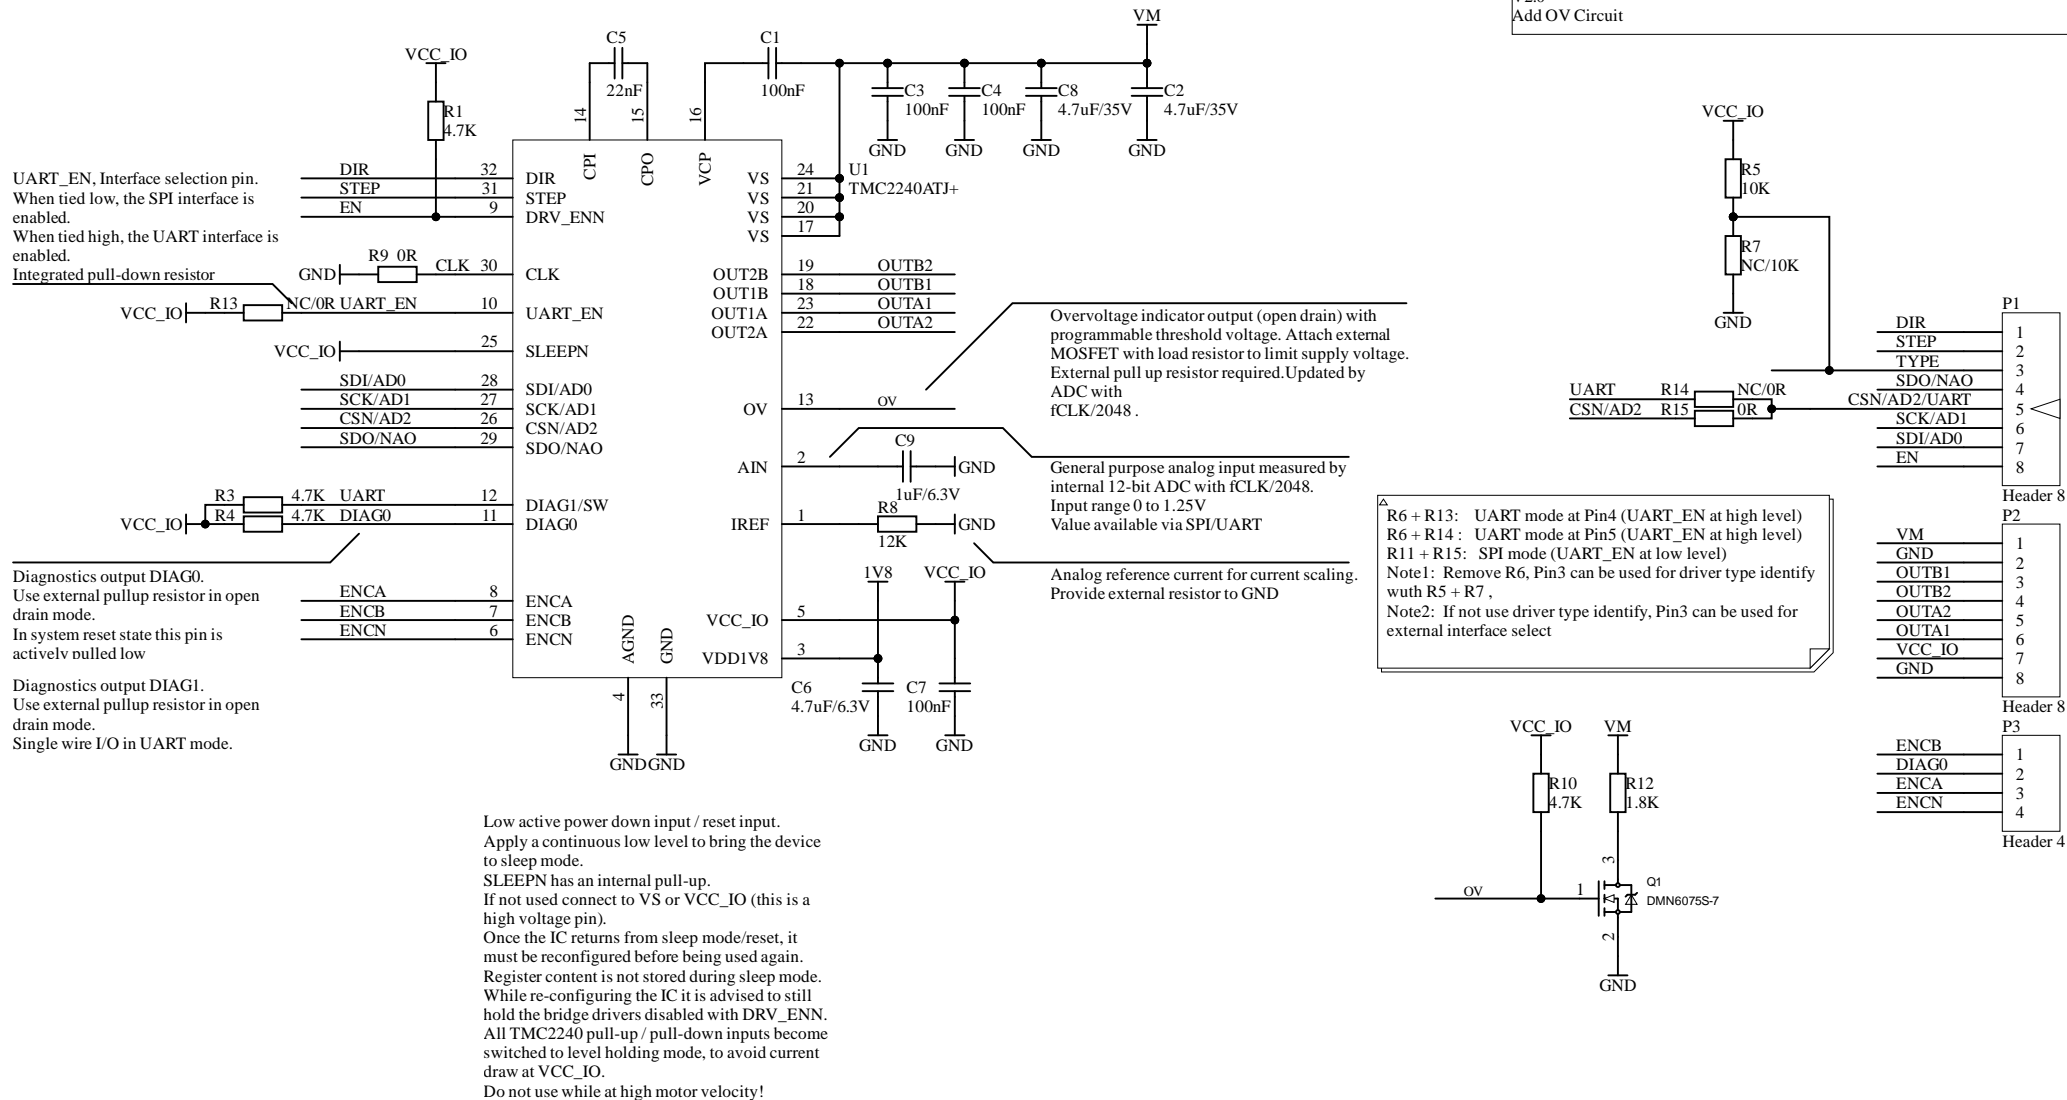 Add OV Circuit
VM
C5
22nF
C1
100nF
VCC_IO
R1
4.7K
C3
100nF
C4
100nF
C8
4.7uF/35V
C2
4.7uF/35V
GND
GND
GND
GND
14
15
16
CPI
CPO
VCP
U1
TMC2240ATJ+
UART_EN, Interface selection pin.
When tied low, the SPI interface is
enabled.
When tied high, the UART interface is
enabled.
Integrated pull-down resistor
DIR 32 DIR
STEP 31 STEP
EN 9 DRV_ENN
GND R9 0R CLK 30 CLK
VCC_IO R13 NC/0R UART_EN 10 UART_EN
VCC_IO 25 SLEEPN
SDI/AD0 28 SDI/AD0
SCK/AD1 27 SCK/AD1
CSN/AD2 26 CSN/AD2
SDO/NAO 29 SDO/NAO
R3 4.7K UART 12 DIAG1/SW
VCC_IO
R4 4.7K DIAG0 11 DIAG0
ENCA 8 ENCA
ENCB 7 ENCB
ENCN 6 ENCN
Diagnostics output DIAG0.
Use external pullup resistor in open
drain mode.
In system reset state this pin is
actively pulled low
Diagnostics output DIAG1.
Use external pullup resistor in open
drain mode.
Single wire I/O in UART mode.
VS 24
VS 21
VS 20
VS 17
OUT2B 19 OUTB2
OUT1B 18 OUTB1
OUT1A 23 OUTA1
OUT2A 22 OUTA2
OV 13 OV
AIN 2 C9 GND
1uF/6.3V
IREF 1 R8 GND
12K
1V8 VCC_IO
VCC_IO 5
VDD1V8 3
C6
4.7uF/6.3V
C7
100nF
GND
GND
AGND
GND
4
33
GND
GND
Overvoltage indicator output (open drain) with
programmable threshold voltage. Attach external
MOSFET with load resistor to limit supply voltage.
External pull up resistor required.Updated by
ADC with
fCLK/2048 .
General purpose analog input measured by
internal 12-bit ADC with fCLK/2048.
Input range 0 to 1.25V
Value available via SPI/UART
Analog reference current for current scaling.
Provide external resistor to GND
Low active power down input / reset input.
Apply a continuous low level to bring the device
to sleep mode.
SLEEPN has an internal pull-up.
If not used connect to VS or VCC_IO (this is a
high voltage pin).
Once the IC returns from sleep mode/reset, it
must be reconfigured before being used again.
Register content is not stored during sleep mode.
While re-configuring the IC it is advised to still
hold the bridge drivers disabled with DRV_ENN.
All TMC2240 pull-up / pull-down inputs become
switched to level holding mode, to avoid current
draw at VCC_IO.
Do not use while at high motor velocity!
VCC_IO
R5
10K
R7
NC/10K
GND
UART R14 NC/0R
CSN/AD2 R15 0R
P1
DIR 1
STEP 2
TYPE 3
SDO/NAO 4
CSN/AD2/UART 5
SCK/AD1 6
SDI/AD0 7
EN 8
Header 8
R6 + R13: UART mode at Pin4 (UART_EN at high level)
R6 + R14 : UART mode at Pin5 (UART_EN at high level)
R11 + R15: SPI mode (UART_EN at low level)
Note1: Remove R6, Pin3 can be used for driver type identify
wuth R5 + R7 ,
Note2: If not use driver type identify, Pin3 can be used for
external interface select
P2
VM 1
GND 2
OUTB1 3
OUTB2 4
OUTA2 5
OUTA1 6
VCC_IO 7
GND 8
Header 8
P3
ENCB 1
DIAG0 2
ENCA 3
ENCN 4
Header 4
VCC_IO VM
R10
4.7K
R12
1.8K
3
OV 1
Q1
DMN6075S-7
2
GND